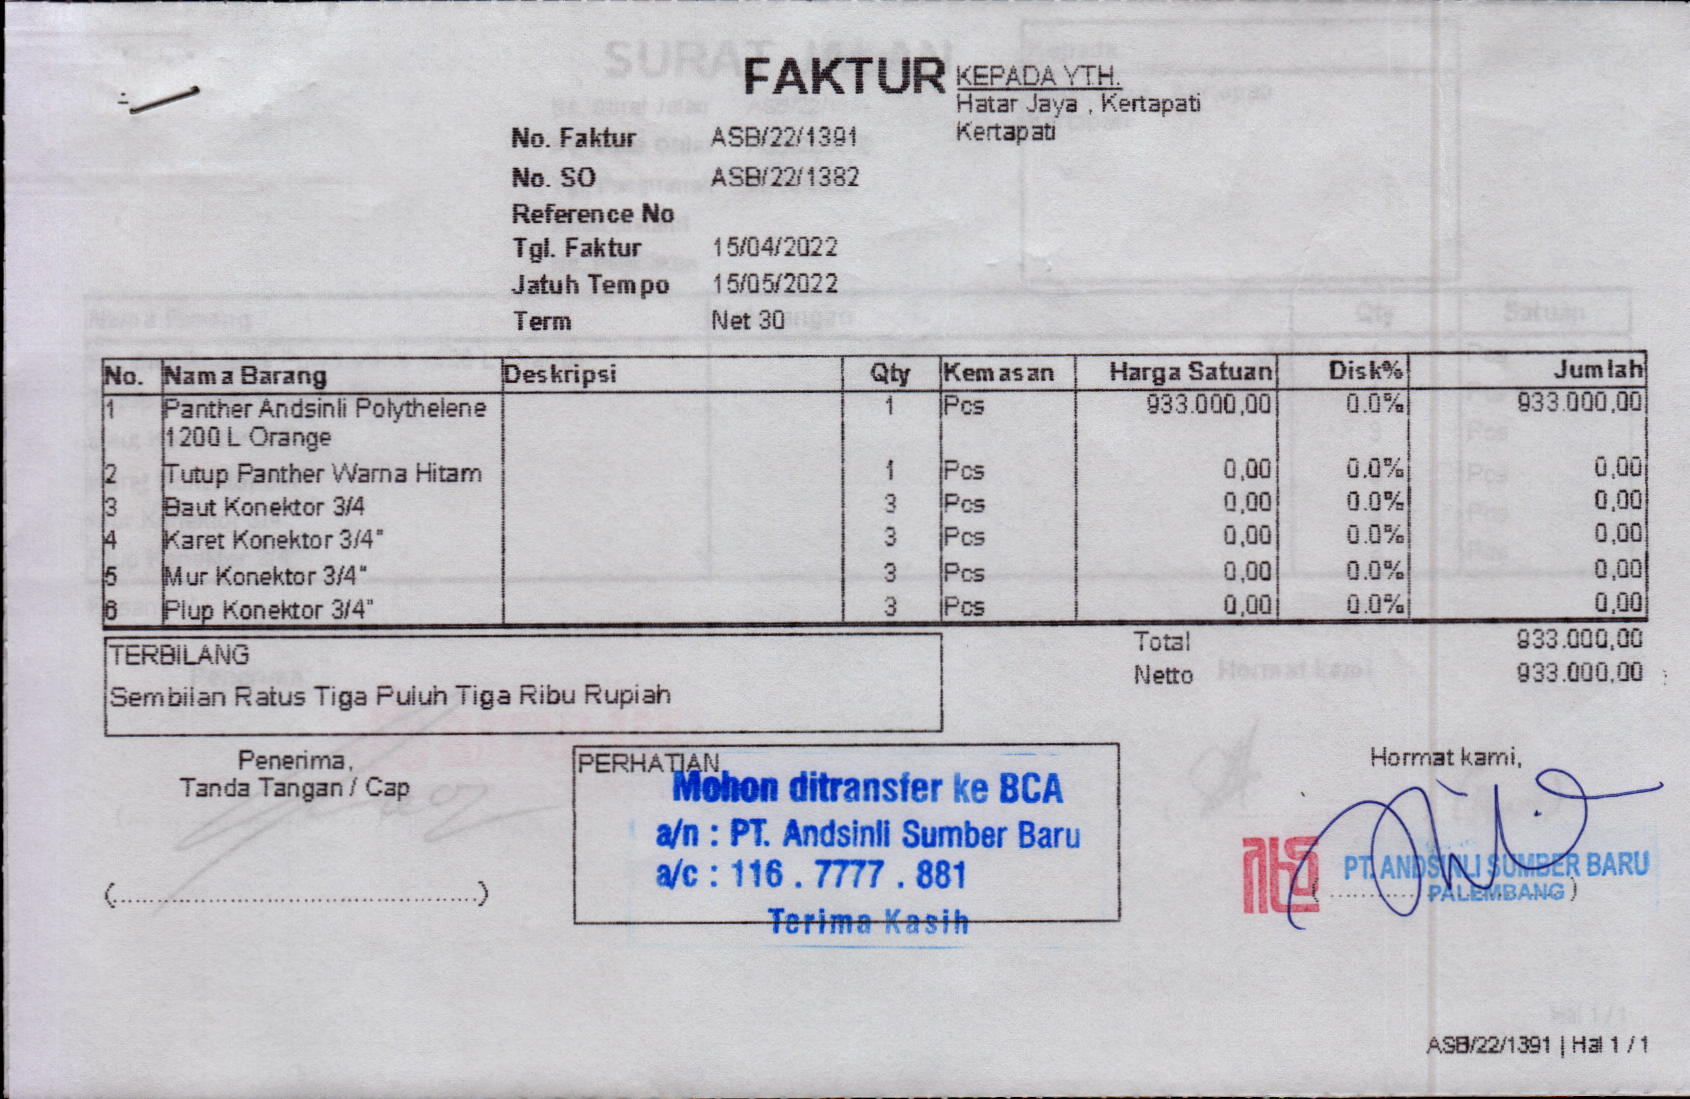 FAKTUR
KEPADA YTH.
Hatar Jaya , Kertapati
Kertapati
No. Faktur ASB/22/1391
No. SO ASB/22/1382
Reference No
Tgl. Faktur 15/04/2022
Jatuh Tempo 15/05/2022
Term Net 30
No. Nama Barang Deskripsi Qty Kemasan Harga Satuan Disk% Jumlah
1 Panther Andsinli Polythelene 1 Pcs 933.000,00 0.0% 933.000,00
1200 L Orange
2 Tutup Panther Warna Hitam 1 Pcs 0,00 0.0% 0,00
3 Baut Konektor 3/4 3 Pcs 0,00 0.0% 0,00
4 Karet Konektor 3/4" 3 Pcs 0,00 0.0% 0,00
5 Mur Konektor 3/4" 3 Pcs 0,00 0.0% 0,00
6 Plup Konektor 3/4" 3 Pcs 0,00 0.0% 0,00
Total 933.000,00
Netto 933.000,00
TERBILANG
Sembilan Ratus Tiga Puluh Tiga Ribu Rupiah
Penerima,
Tanda Tangan / Cap
(..................................................)
PERHATIAN
Mohon ditransfer ke BCA
a/n : PT. Andsinli Sumber Baru
a/c : 116 . 7777 . 881
Terima Kasih
Hormat kami,
PT. ANDSINLI SUMBER BARU
PALEMBANG
ASB/22/1391 | Hal 1 / 1